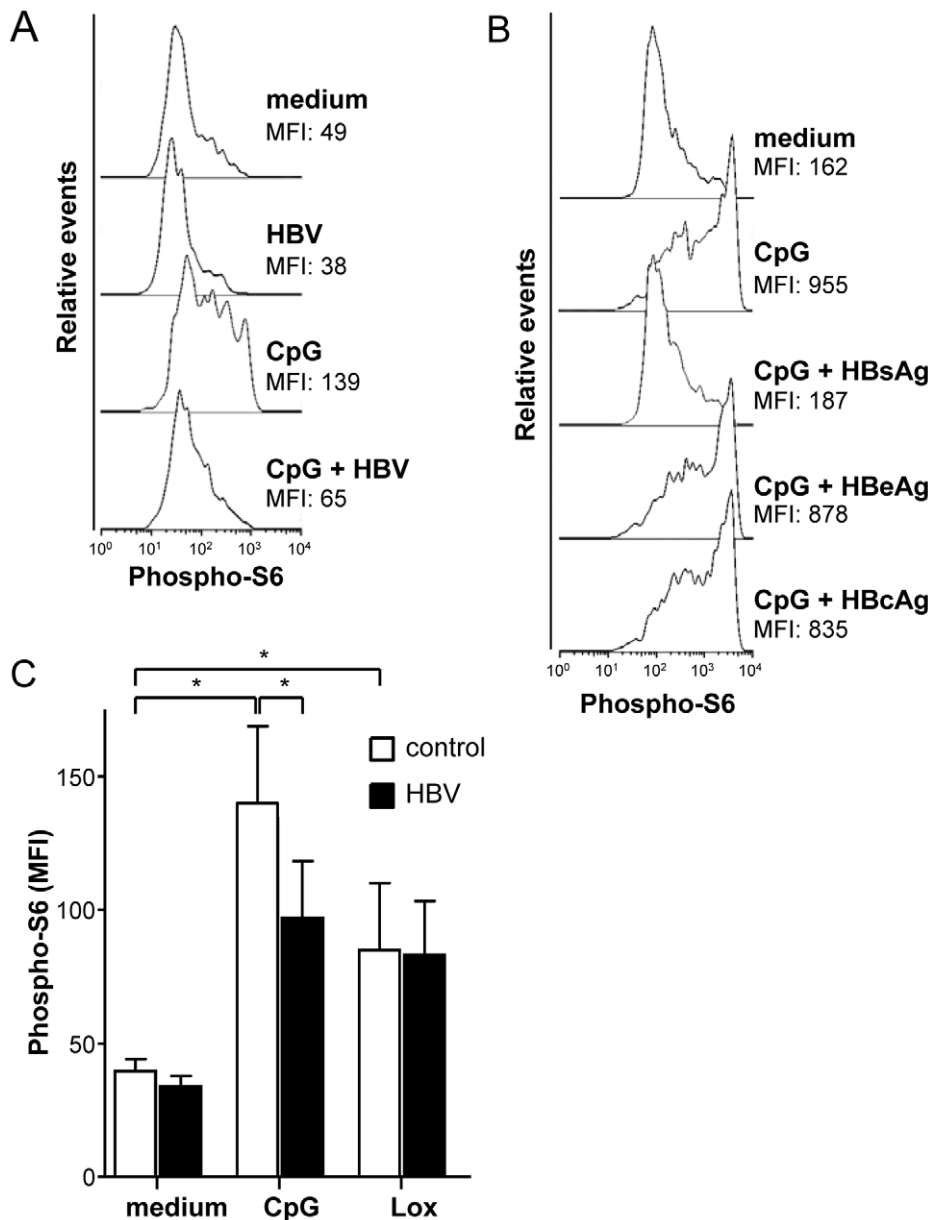 A
Relative events
medium
MFI: 49
HBV
MFI: 38
CpG
MFI: 139
CpG + HBV
MFI: 65
10⁰ 10¹ 10² 10³ 10⁴
Phospho-S6
B
Relative events
medium
MFI: 162
CpG
MFI: 955
CpG + HBsAg
MFI: 187
CpG + HBeAg
MFI: 878
CpG + HBcAg
MFI: 835
10⁰ 10¹ 10² 10³ 10⁴
Phospho-S6
C
*
* *
control
HBV
Phospho-S6 (MFI)
150
100
50
0
medium CpG Lox